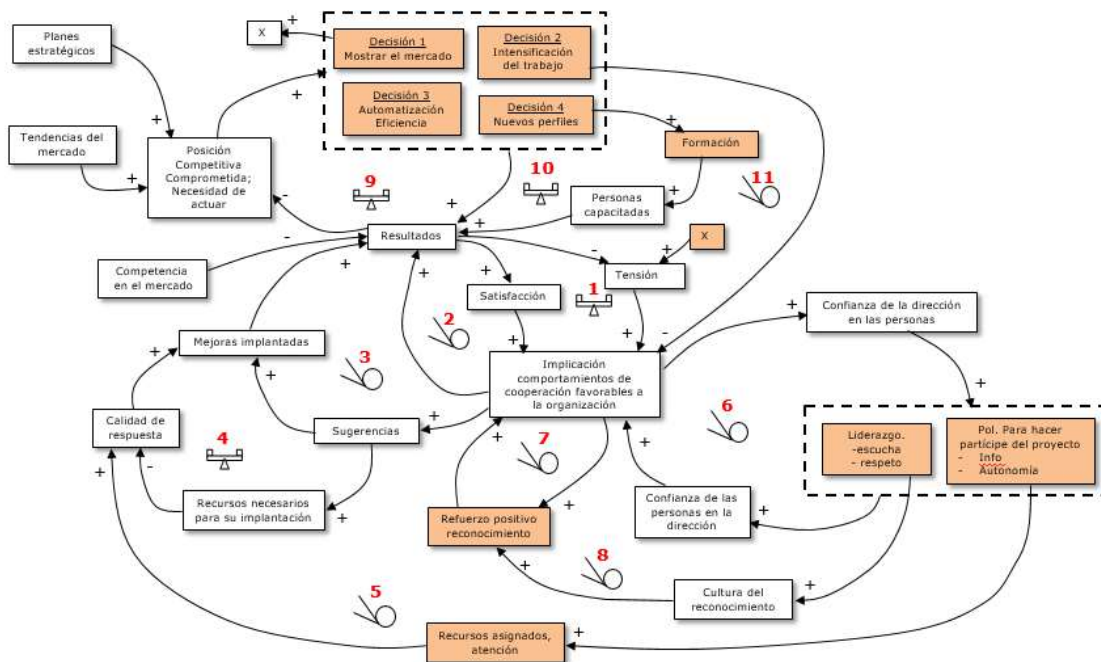 Planes
estratégicos
X
+
+
Decisión 1
Mostrar el mercado
Decisión 2
Intensificación
del trabajo
Decisión 3
Automatización
Eficiencia
Decisión 4
Nuevos perfiles
+
+
Formación
Tendencias del
mercado
+
+
Posición
Competitiva
Comprometida;
Necesidad de
actuar
-
9
10
11
+
+
+
Personas
capacitadas
Resultados
-
+
X
Competencia
en el mercado
-
+
+
+
Tensión
Satisfacción
1
2
+
+
-
+
Confianza de la dirección
en las personas
Mejoras implantadas
+
+
3
Implicación
comportamientos de
cooperación favorables a
la organización
+
Calidad de
respuesta
+
Sugerencias
4
-
+
+
7
+
6
Liderazgo.
-escucha
- respeto
Pol. Para hacer
partícipe del proyecto
- Info
- Autonomía
Recursos necesarios
para su implantación
+
Refuerzo positivo
reconocimiento
+
Confianza de las
personas en la
dirección
+
+
8
Cultura del
reconocimiento
+
5
Recursos asignados,
atención
+